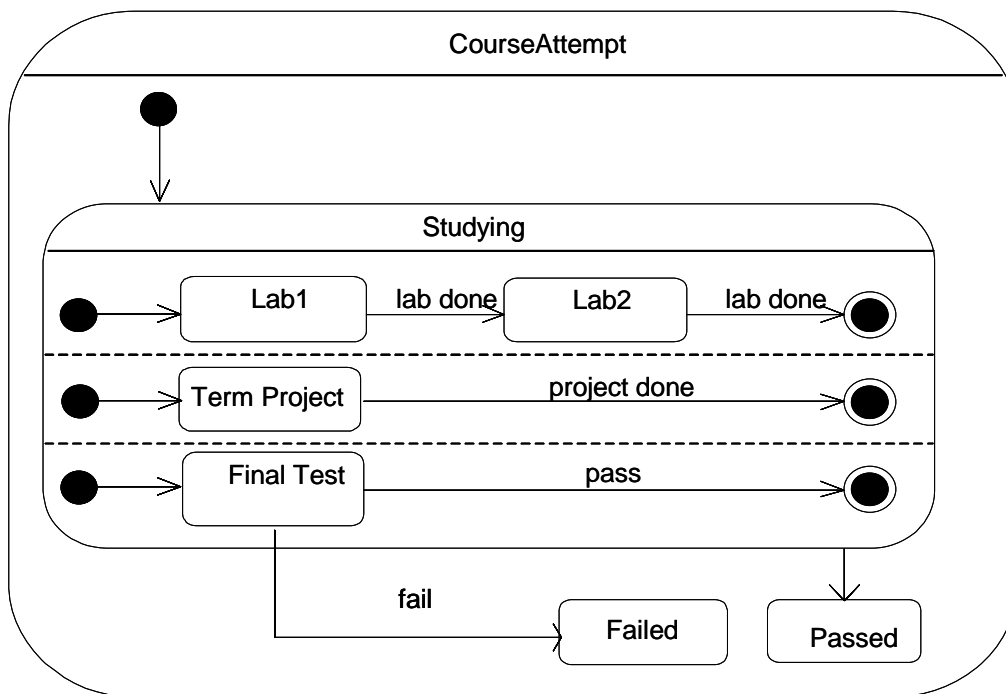 CourseAttempt
Studying
Lab1
lab done
Lab2
lab done
Term Project
project done
Final Test
pass
fail
Failed
Passed